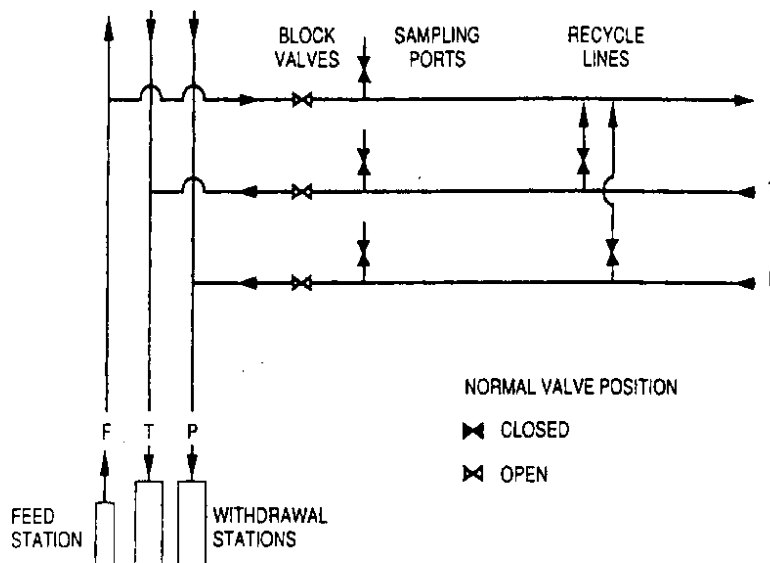 BLOCK
VALVES
SAMPLING
PORTS
RECYCLE
LINES
NORMAL VALVE POSITION
CLOSED
OPEN
F T P
FEED
STATION
WITHDRAWAL
STATIONS